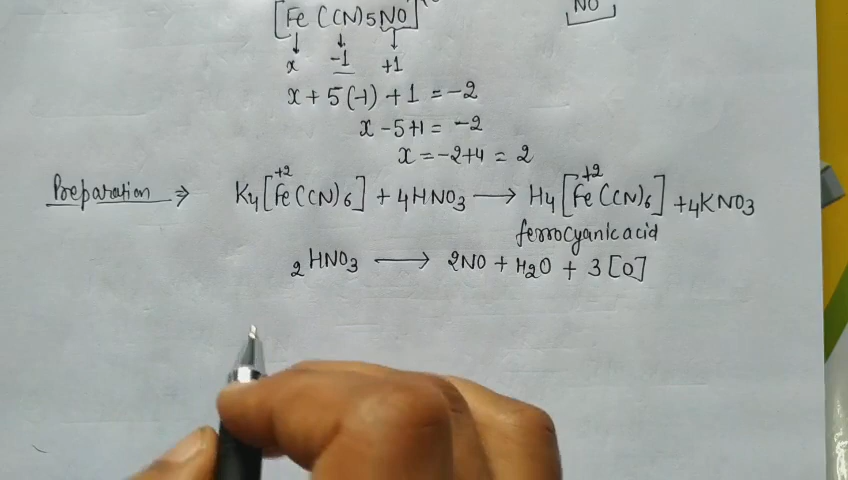 [Fe (CN)5NO]
NO
x -1 +1
x + 5(-1) + 1 = -2
x - 5 + 1 = -2
x = -2+4 = 2
Preparation ⇒ K4[Fe(CN)6] + 4HNO3 → H4[Fe(CN)6] + 4KNO3
+2 +2
ferrocyanic acid
2HNO3 → 2NO + H2O + 3[O]